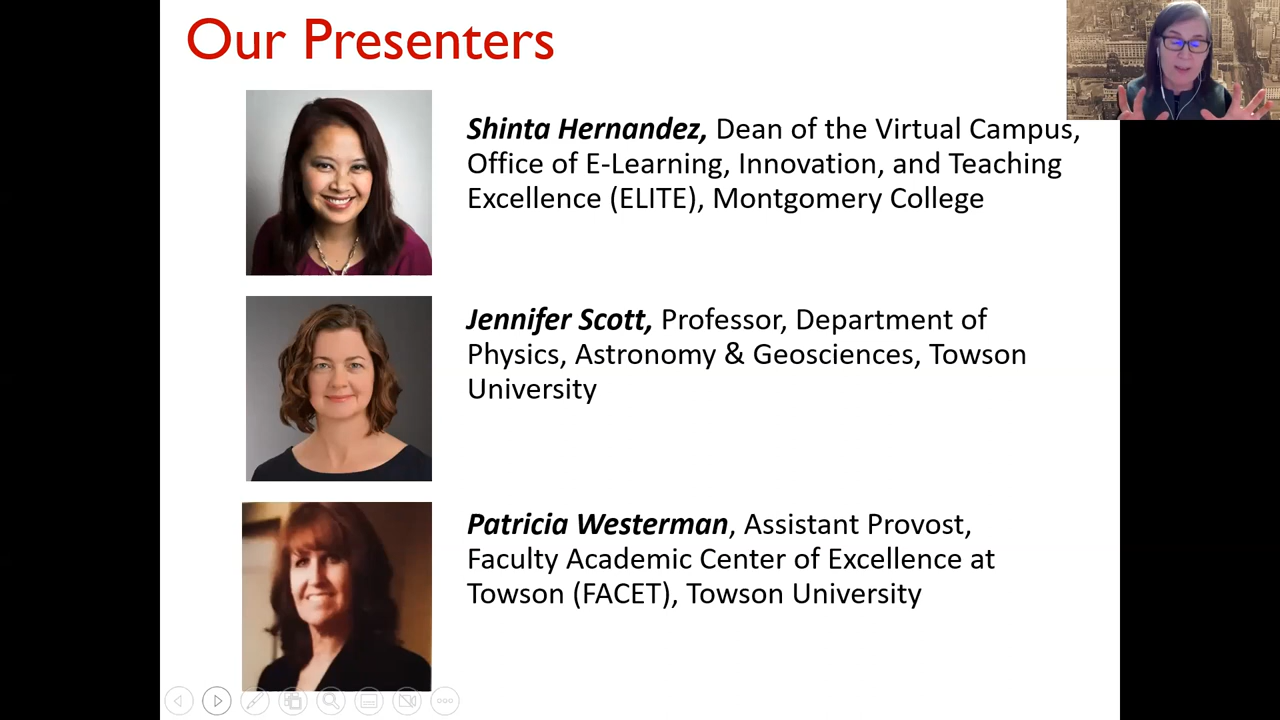 Our Presenters
Shinta Hernandez, Dean of the Virtual Campus,
Office of E-Learning, Innovation, and Teaching
Excellence (ELITE), Montgomery College
Jennifer Scott, Professor, Department of
Physics, Astronomy & Geosciences, Towson
University
Patricia Westerman, Assistant Provost,
Faculty Academic Center of Excellence at
Towson (FACET), Towson University